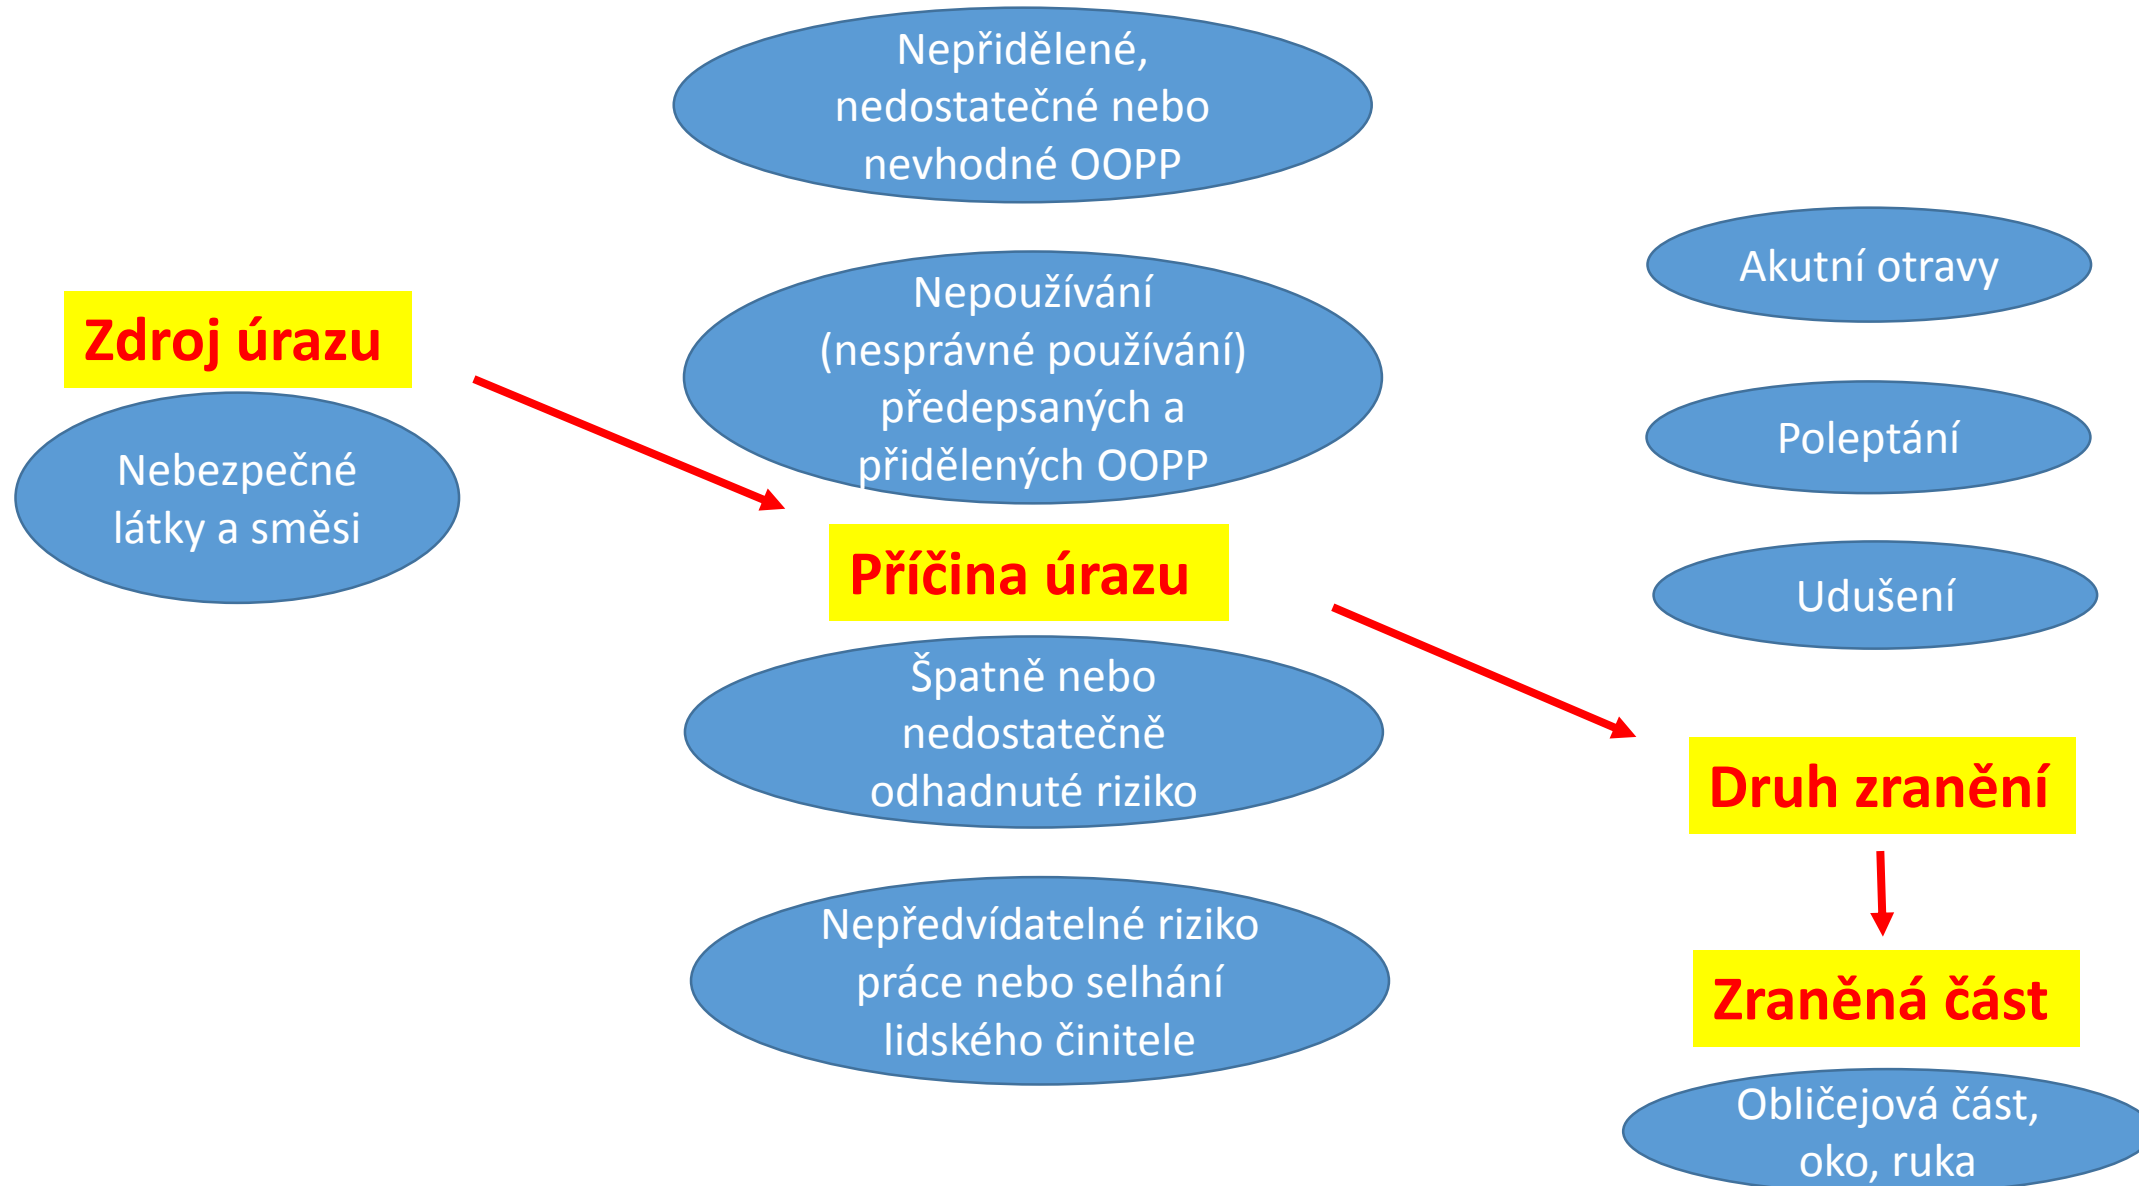 Zdroj úrazu
Nebezpečné
látky a směsi
Nepřidělené,
nedostatečné nebo
nevhodné OOPP
Nepoužívání
(nesprávné používání)
předepsaných a
přidělených OOPP
Příčina úrazu
Špatně nebo
nedostatečně
odhadnuté riziko
Nepředvídatelné riziko
práce nebo selhání
lidského činitele
Akutní otravy
Poleptání
Udušení
Druh zranění
Zraněná část
Obličejová část,
oko, ruka